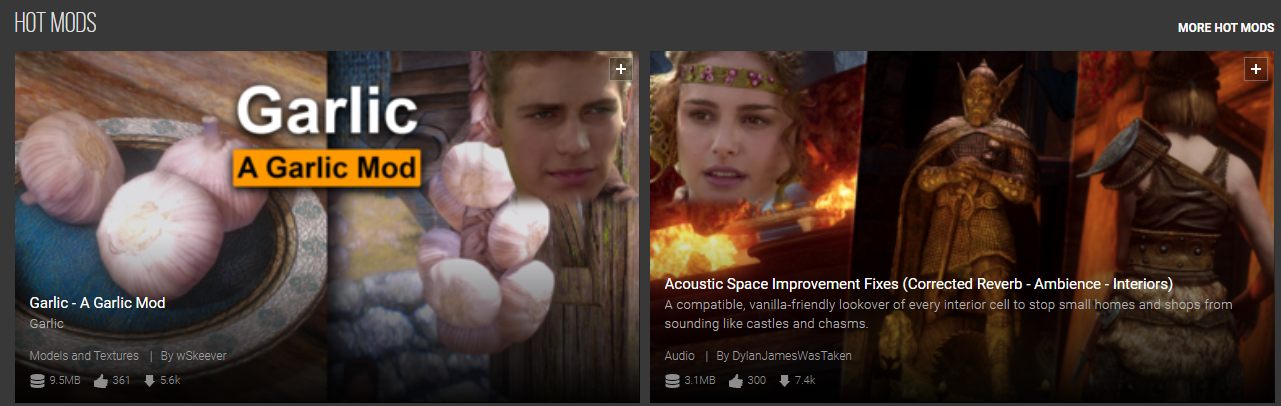 HOT MODS
MORE HOT MODS
Garlic
A Garlic Mod
Garlic - A Garlic Mod
Garlic
Models and Textures | By wSkeever
9.5MB 361 5.6k
Acoustic Space Improvement Fixes (Corrected Reverb - Ambience - Interiors)
A compatible, vanilla-friendly lookover of every interior cell to stop small homes and shops from
sounding like castles and chasms.
Audio | By DylanJamesWasTaken
3.1MB 300 7.4k